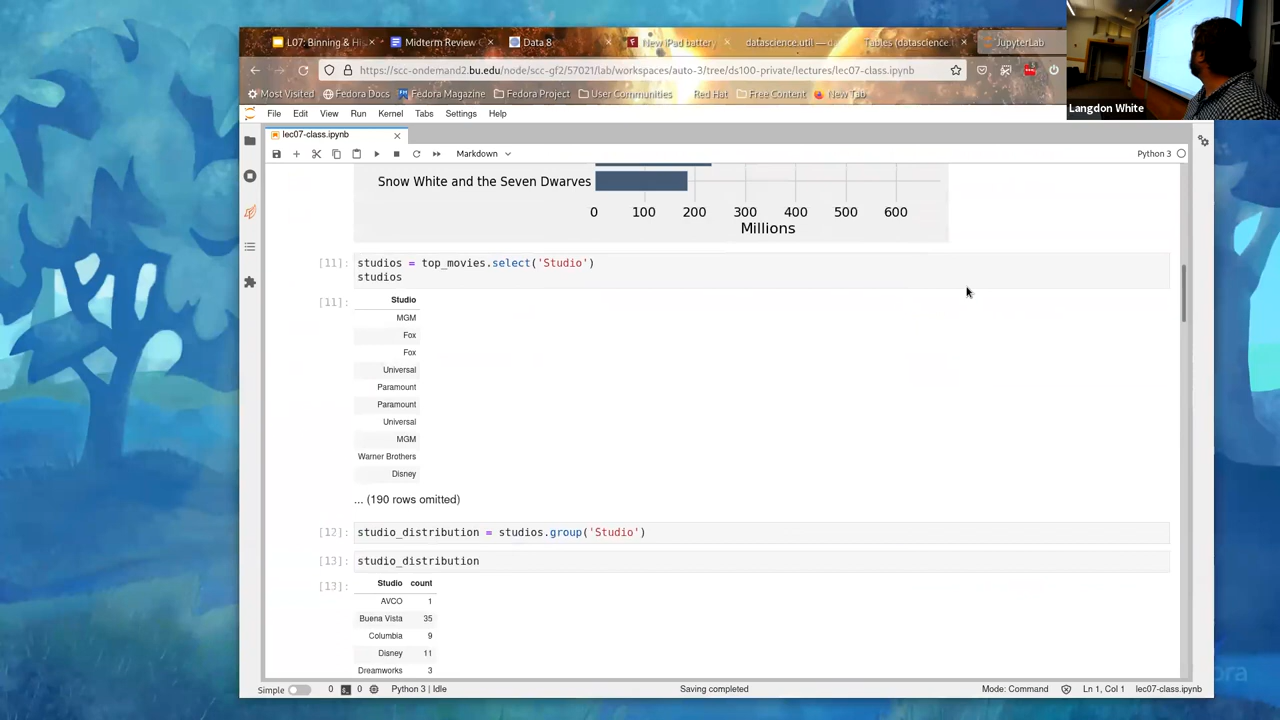 L07: Binning & Hi
Midterm Review
Data 8
New iPad battery
datascience.util — d
Tables (datascience.t
JupyterLab
https://scc-ondemand2.bu.edu/node/scc-gf2/57021/lab/workspaces/auto-3/tree/ds100-private/lectures/lec07-class.ipynb
Most Visited
Fedora Docs
Fedora Magazine
Fedora Project
User Communities
Red Hat
Free Content
New Tab
Langdon White
File Edit View Run Kernel Tabs Settings Help
lec07-class.ipynb
Markdown
Python 3
Snow White and the Seven Dwarves
0 100 200 300 400 500 600
Millions
[11]: studios = top_movies.select('Studio')
studios
[11]: Studio
MGM
Fox
Fox
Universal
Paramount
Paramount
Universal
MGM
Warner Brothers
Disney
... (190 rows omitted)
[12]: studio_distribution = studios.group('Studio')
[13]: studio_distribution
[13]: Studio count
AVCO 1
Buena Vista 35
Columbia 9
Disney 11
Dreamworks 3
Simple 0 0 Python 3 | Idle Saving completed Mode: Command Ln 1, Col 1 lec07-class.ipynb